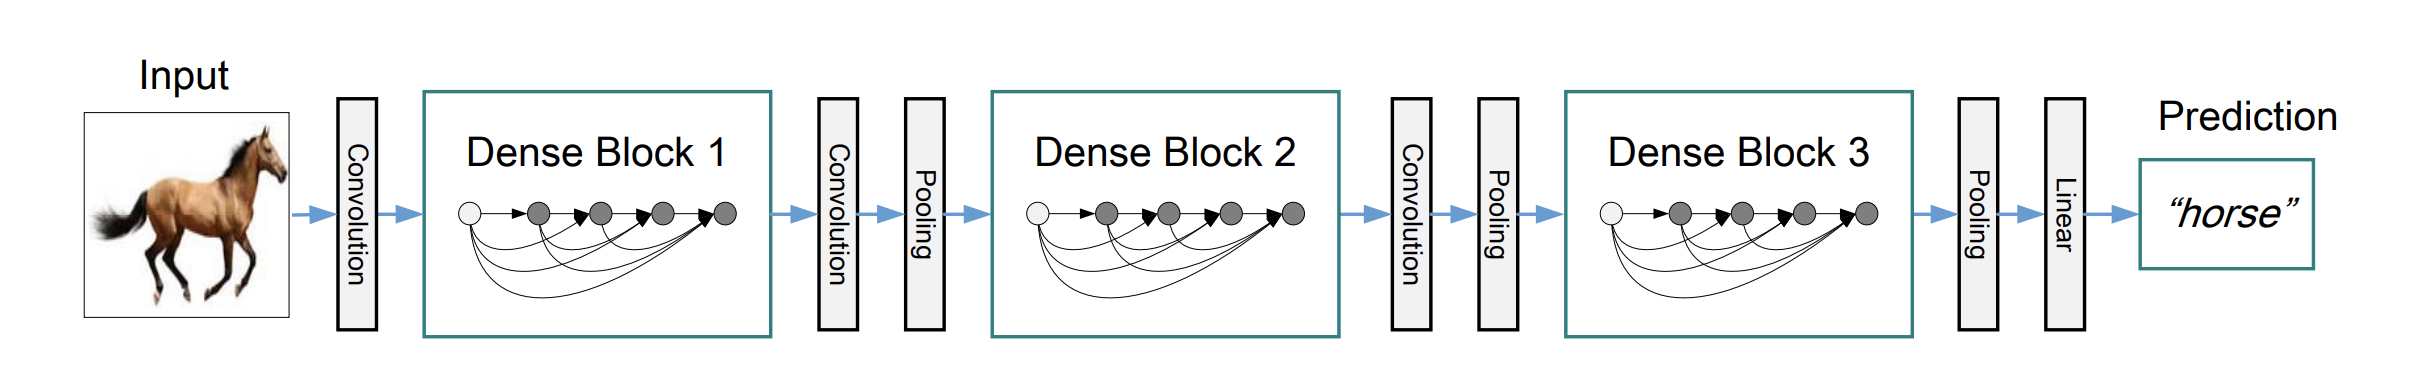 Input
Convolution
Dense Block 1
Convolution
Pooling
Dense Block 2
Convolution
Pooling
Dense Block 3
Pooling
Linear
Prediction
“horse”